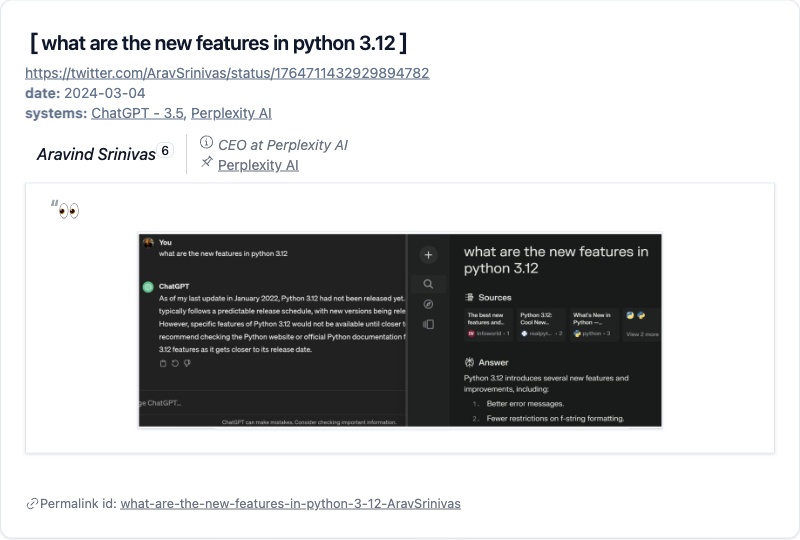 [ what are the new features in python 3.12 ]
https://twitter.com/AravSrinivas/status/1764711432929894782
date: 2024-03-04
systems: ChatGPT - 3.5, Perplexity AI
Aravind Srinivas 6
CEO at Perplexity AI
Perplexity AI
“👀
You
what are the new features in python 3.12
ChatGPT
As of my last update in January 2022, Python 3.12 had not been released yet.
typically follows a predictable release schedule, with new versions being rele
However, specific features of Python 3.12 would not be available until closer t
recommend checking the Python website or official Python documentation f
3.12 features as it gets closer to its release date.
ge ChatGPT...
ChatGPT can make mistakes. Consider checking important information.
what are the new features in
python 3.12
Sources
The best new
features and...
infoworld · 1
Python 3.12:
Cool New...
realpyt... · 2
What's New in
Python —...
python · 3
View 2 more
Answer
Python 3.12 introduces several new features and
improvements, including:
1. Better error messages.
2. Fewer restrictions on f-string formatting.
Permalink id: what-are-the-new-features-in-python-3-12-AravSrinivas